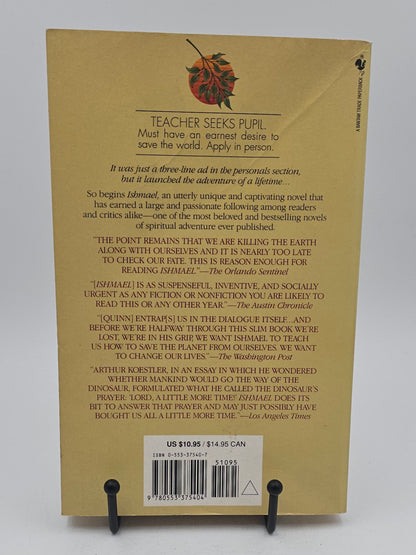 A BANTAM TRADE PAPERBACK
TEACHER SEEKS PUPIL.
Must have an earnest desire to
save the world. Apply in person.
It was just a three-line ad in the personals section,
but it launched the adventure of a lifetime…
So begins Ishmael, an utterly unique and captivating novel that
has earned a large and passionate following among readers
and critics alike—one of the most beloved and bestselling novels
of spiritual adventure ever published.
"THE POINT REMAINS THAT WE ARE KILLING THE EARTH
ALONG WITH OURSELVES AND IT IS NEARLY TOO LATE
TO CHECK OUR FATE. THIS IS REASON ENOUGH FOR
READING ISHMAEL."—The Orlando Sentinel
"[ISHMAEL] IS AS SUSPENSEFUL, INVENTIVE, AND SOCIALLY
URGENT AS ANY FICTION OR NONFICTION YOU ARE LIKELY TO
READ THIS OR ANY OTHER YEAR."—The Austin Chronicle
"[QUINN] ENTRAP[S] US IN THE DIALOGUE ITSELF…AND
BEFORE WE'RE HALFWAY THROUGH THIS SLIM BOOK WE'RE
LOST, WE'RE IN HIS GRIP, WE WANT ISHMAEL TO TEACH
US HOW TO SAVE THE PLANET FROM OURSELVES. WE WANT
TO CHANGE OUR LIVES."—The Washington Post
"ARTHUR KOESTLER, IN AN ESSAY IN WHICH HE WONDERED
WHETHER MANKIND WOULD GO THE WAY OF THE
DINOSAUR, FORMULATED WHAT HE CALLED THE DINOSAUR'S
PRAYER: 'LORD, A LITTLE MORE TIME!' ISHMAEL DOES ITS
BIT TO ANSWER THAT PRAYER AND MAY JUST POSSIBLY HAVE
BOUGHT US ALL A LITTLE MORE TIME."—Los Angeles Times
US $10.95 / $14.95 CAN
ISBN 0-553-37540-7
51095
9 780553 375404